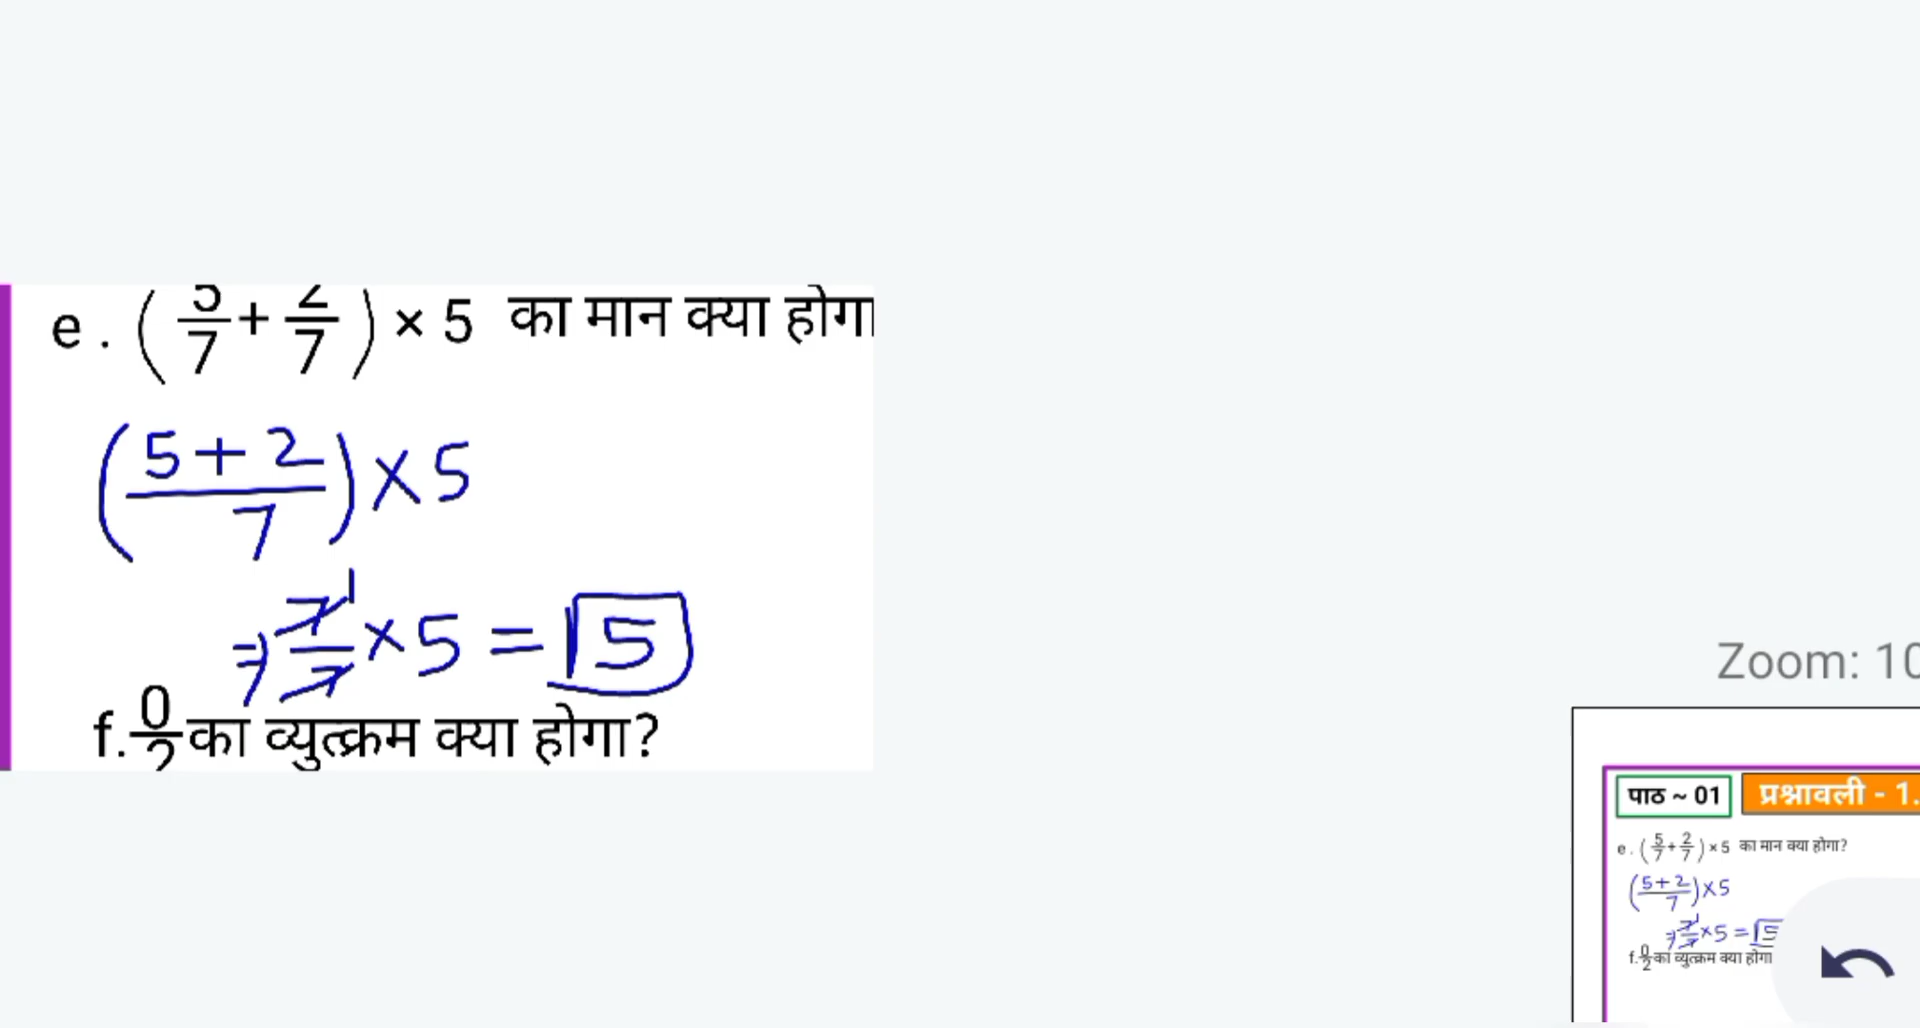 e . ( 5/7 + 2/7 ) × 5 का मान क्या होगा
( 5+2 / 7 ) × 5
⇒ 7/7 1 × 5 = 5
f. 0/2 का व्युत्क्रम क्या होगा?
Zoom: 10
पाठ ~ 01
प्रश्नावली - 1.
e . ( 5/7 + 2/7 ) × 5 का मान क्या होगा?
( 5+2 / 7 ) × 5
⇒ 7/7 1 × 5 = 5
f. 0/2 का व्युत्क्रम क्या होगा